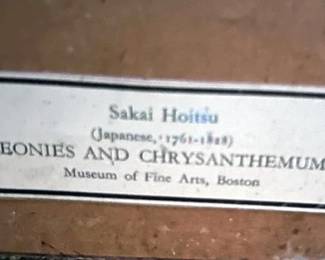 Sakai Hoitsu
(Japanese, 1761-1828)
EONIES AND CHRYSANTHEMUM
Museum of Fine Arts, Boston